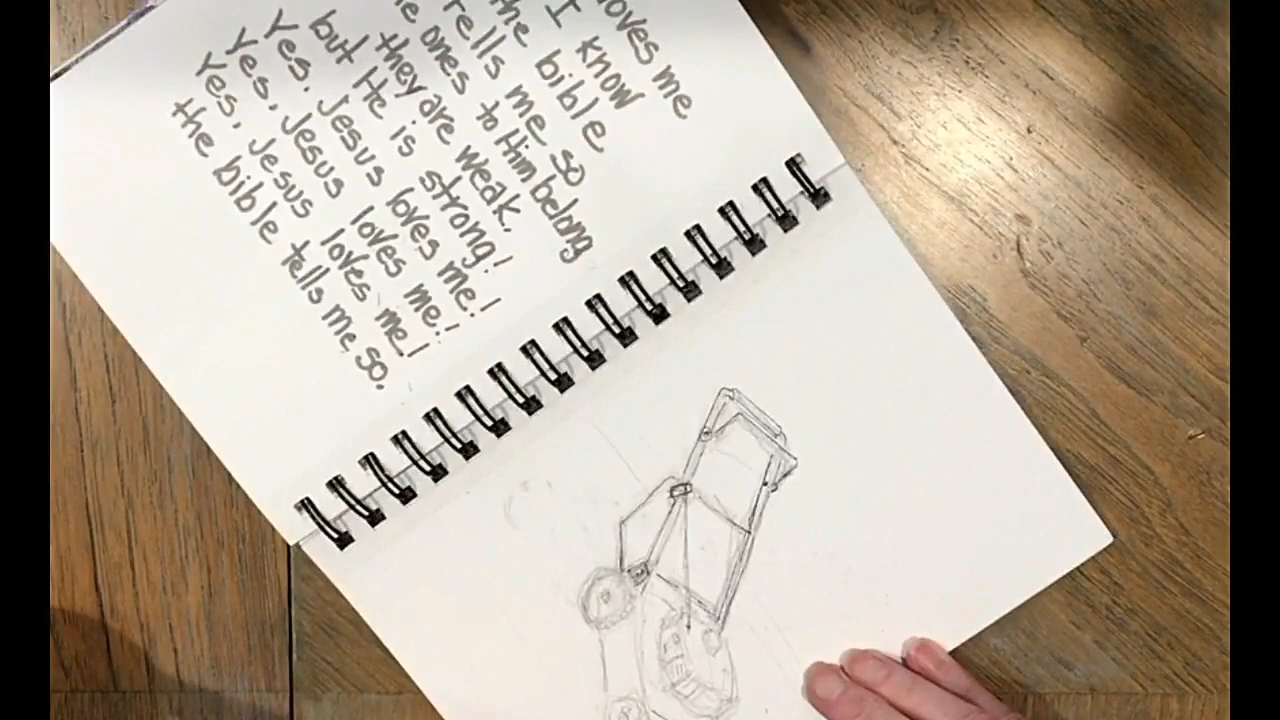 loves me
I know
the bible
tells me so
ones to Him belong
they are weak,
but He is strong!
Yes, Jesus loves me!
Yes, Jesus loves me!
Yes, Jesus loves me!
the bible tells me so.